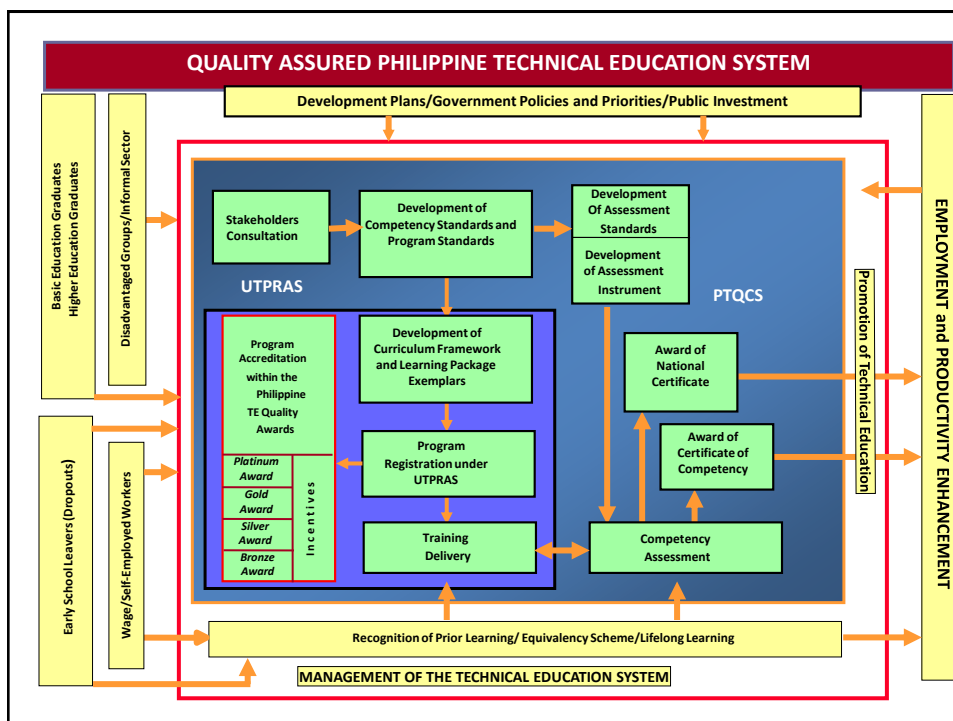 QUALITY ASSURED PHILIPPINE TECHNICAL EDUCATION SYSTEM
Development Plans/Government Policies and Priorities/Public Investment
Basic Education Graduates
Higher Education Graduates
Disadvantaged Groups/Informal Sector
Early School Leavers (Dropouts)
Wage/Self-Employed Workers
Stakeholders
Consultation
Development of
Competency Standards and
Program Standards
Development
Of Assessment
Standards
Development
of Assessment
Instrument
UTPRAS
PTQCS
Program
Accreditation
within the
Philippine
TE Quality
Awards
Platinum
Award
Gold
Award
Silver
Award
Bronze
Award
Incentives
Development of
Curriculum Framework
and Learning Package
Exemplars
Program
Registration under
UTPRAS
Training
Delivery
Award of
National
Certificate
Award of
Certificate of
Competency
Competency
Assessment
Promotion of Technical Education
EMPLOYMENT and PRODUCTIVITY ENHANCEMENT
Recognition of Prior Learning/ Equivalency Scheme/Lifelong Learning
MANAGEMENT OF THE TECHNICAL EDUCATION SYSTEM